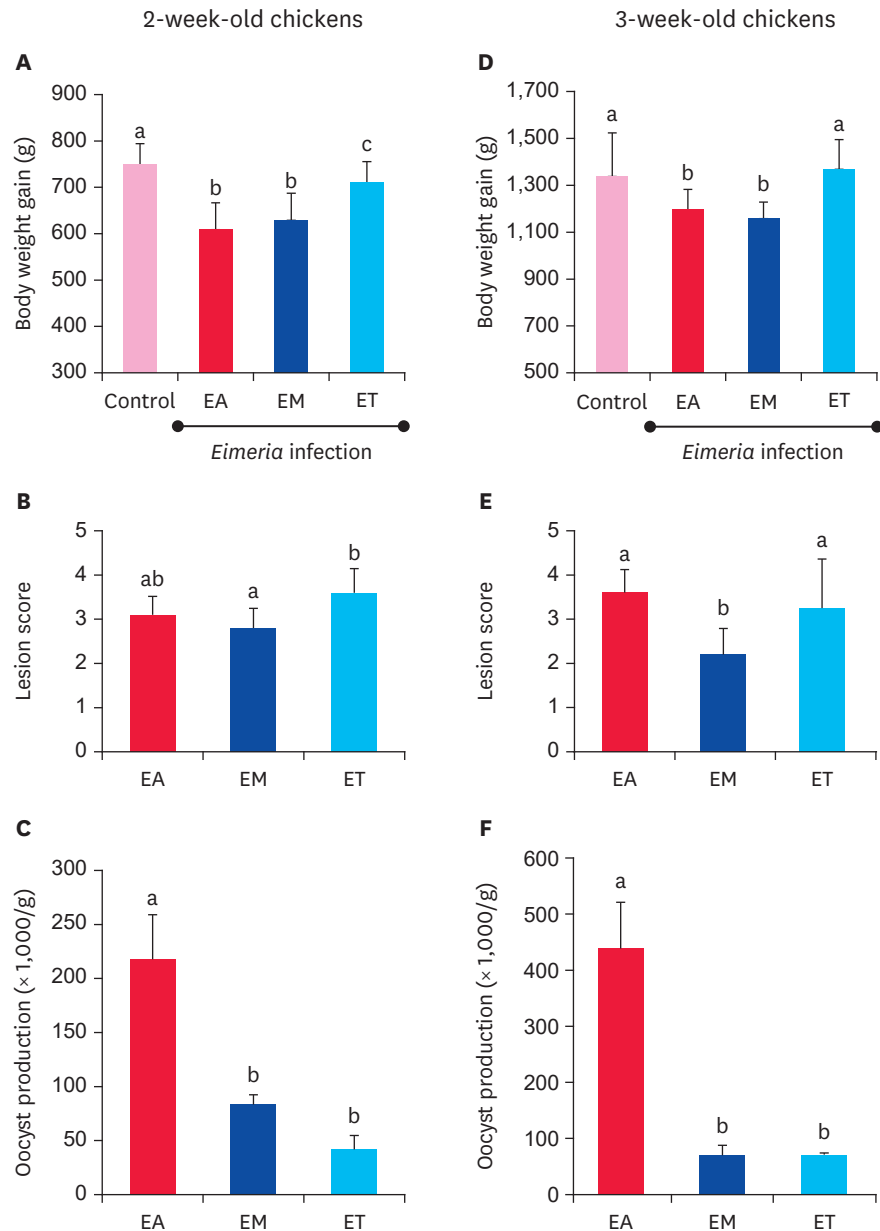 2-week-old chickens
3-week-old chickens
A
Body weight gain (g)
900
800
700
600
500
400
300
a
b
b
c
Control
EA
EM
ET
Eimeria infection
D
Body weight gain (g)
1,700
1,500
1,300
1,100
900
700
500
a
b
b
a
Control
EA
EM
ET
Eimeria infection
B
Lesion score
5
4
3
2
1
0
ab
a
b
EA
EM
ET
E
Lesion score
5
4
3
2
1
0
a
b
a
EA
EM
ET
C
Oocyst production (× 1,000/g)
300
250
200
150
100
50
0
a
b
b
EA
EM
ET
F
Oocyst production (× 1,000/g)
600
500
400
300
200
100
0
a
b
b
EA
EM
ET